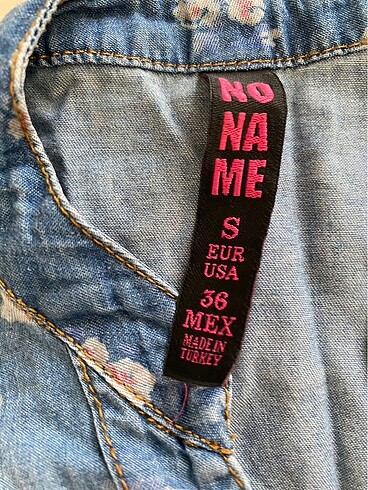 NO
NA
ME
S
EUR
USA
36
MEX
MADE IN
TURKEY